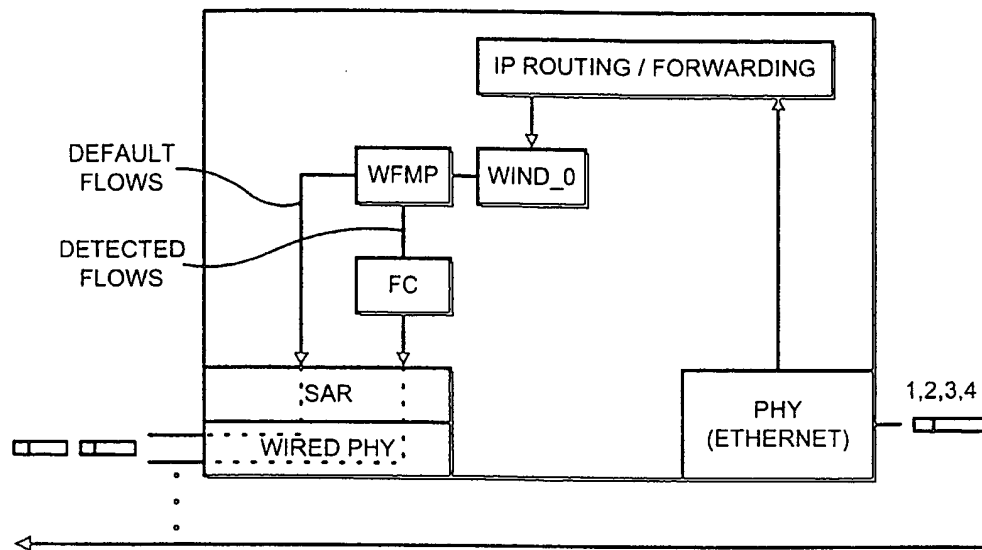 IP ROUTING / FORWARDING
DEFAULT
FLOWS
WFMP
WIND_0
DETECTED
FLOWS
FC
SAR
WIRED PHY
PHY
(ETHERNET)
1,2,3,4